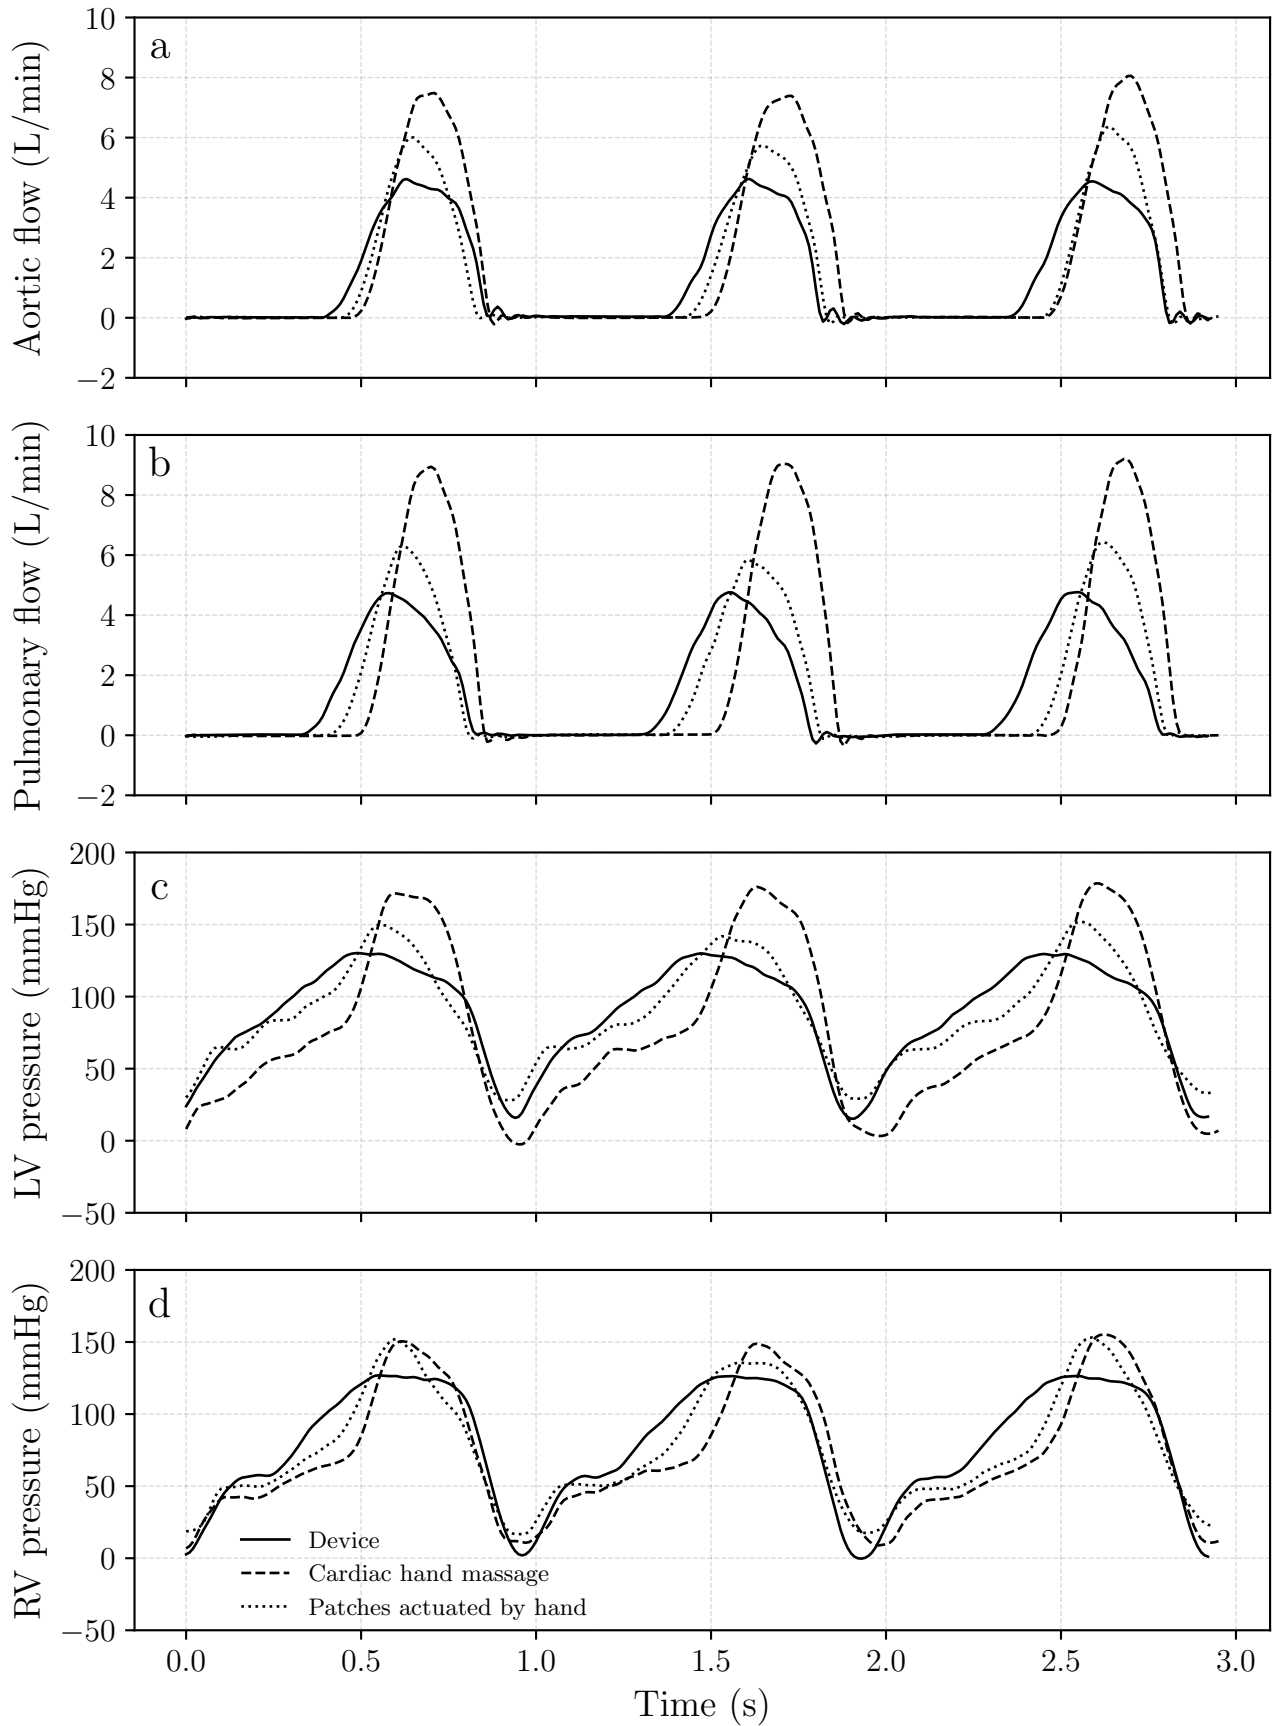 10
8
6
4
2
0
−2
Aortic flow (L/min)
a
10
8
6
4
2
0
−2
Pulmonary flow (L/min)
b
200
150
100
50
0
−50
LV pressure (mmHg)
c
200
150
100
50
0
−50
RV pressure (mmHg)
d
Device
Cardiac hand massage
Patches actuated by hand
0.0 0.5 1.0 1.5 2.0 2.5 3.0
Time (s)